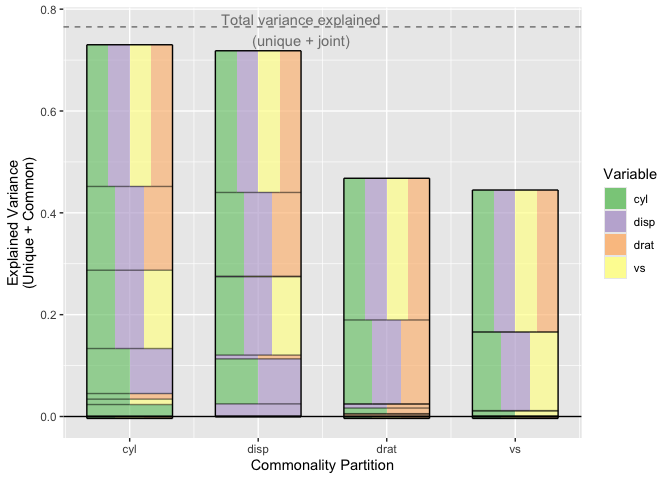 Total variance explained
(unique + joint)
0.8
0.6
0.4
0.2
0.0
Explained Variance
(Unique + Common)
cyl
disp
drat
vs
Commonality Partition
Variable
cyl
disp
drat
vs